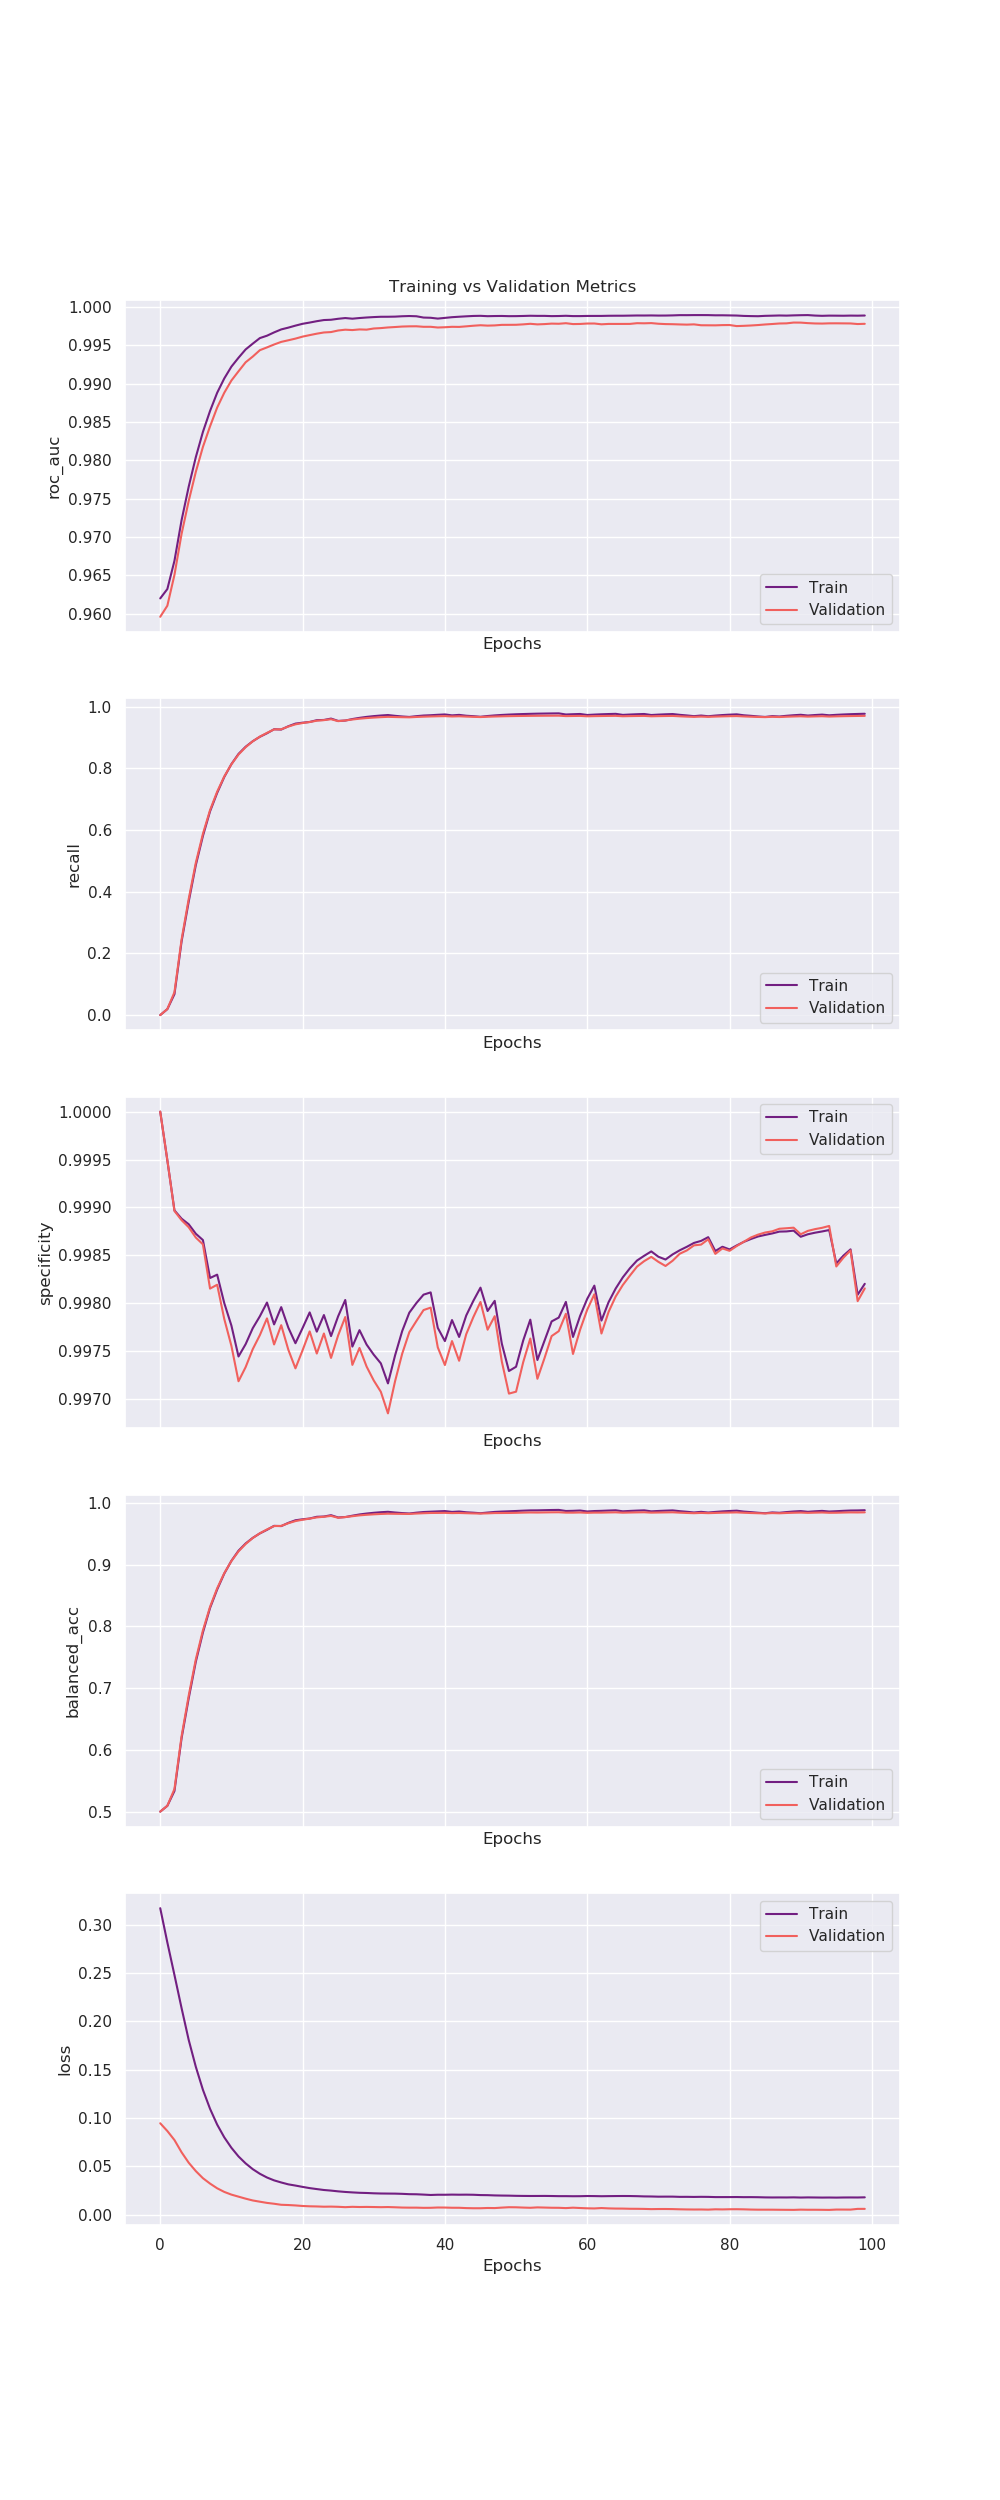 Training vs Validation Metrics
1.000
0.995
0.990
0.985
0.980
0.975
0.970
0.965
0.960
roc_auc
Train
Validation
Epochs
1.0
0.8
0.6
0.4
0.2
0.0
recall
Train
Validation
Epochs
1.0000
0.9995
0.9990
0.9985
0.9980
0.9975
0.9970
specificity
Train
Validation
Epochs
1.0
0.9
0.8
0.7
0.6
0.5
balanced_acc
Train
Validation
Epochs
0.30
0.25
0.20
0.15
0.10
0.05
0.00
loss
Train
Validation
0 20 40 60 80 100
Epochs